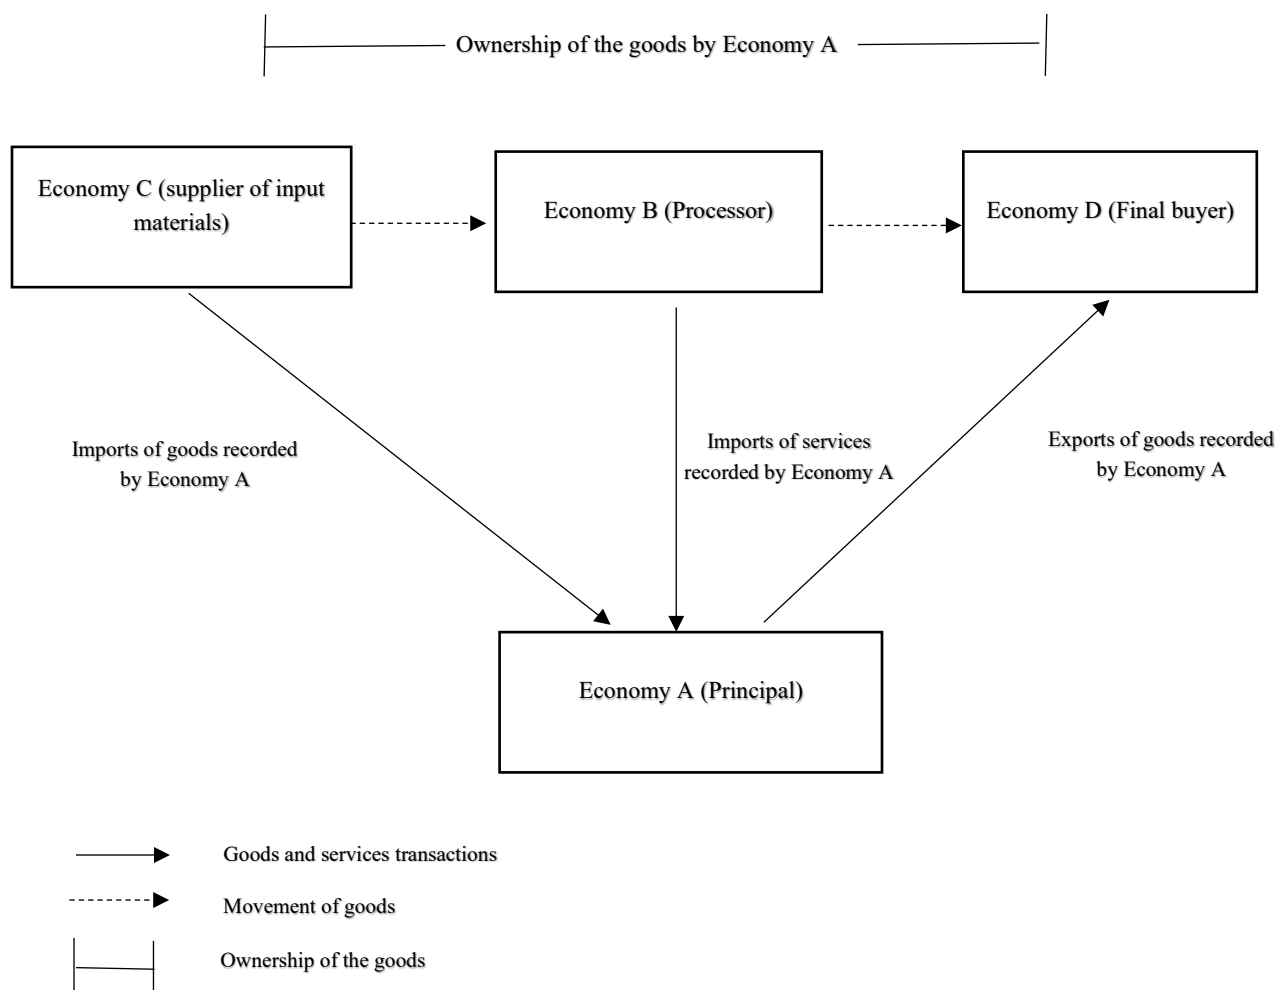 Ownership of the goods by Economy A
Economy C (supplier of input
materials)
Economy B (Processor)
Economy D (Final buyer)
Imports of goods recorded
by Economy A
Imports of services
recorded by Economy A
Exports of goods recorded
by Economy A
Economy A (Principal)
Goods and services transactions
Movement of goods
Ownership of the goods